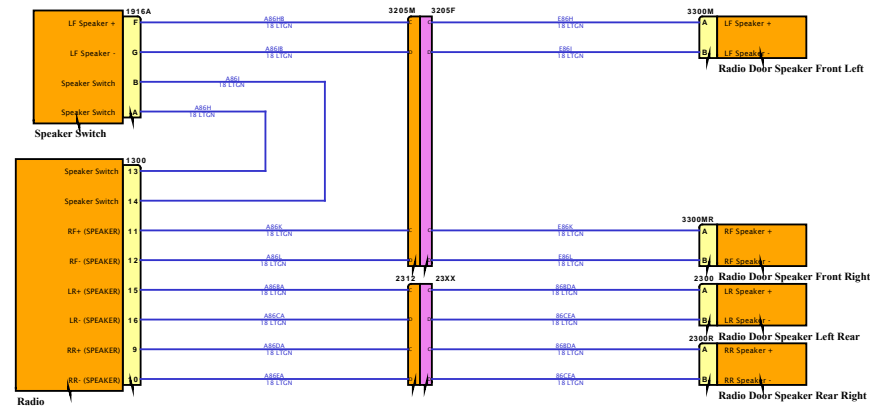 1916A
LF Speaker +
F
LF Speaker -
G
Speaker Switch
B
Speaker Switch
A
Speaker Switch
A86HB
18 LTGN
A86IB
18 LTGN
A86I
18 LTGN
A86H
18 LTGN
3205M
3205F
C
C
D
D
E86H
18 LTGN
E86I
18 LTGN
3300M
A
LF Speaker +
B
LF Speaker -
Radio Door Speaker Front Left
1300
Speaker Switch
13
Speaker Switch
14
RF+ (SPEAKER)
11
RF- (SPEAKER)
12
LR+ (SPEAKER)
15
LR- (SPEAKER)
16
RR+ (SPEAKER)
9
RR- (SPEAKER)
10
Radio
A86K
18 LTGN
A86L
18 LTGN
A86BA
18 LTGN
A86CA
18 LTGN
A86DA
18 LTGN
A86EA
18 LTGN
C
C
D
D
2312
23XX
C
C
D
D
C
C
D
D
E86K
18 LTGN
E86L
18 LTGN
86BDA
18 LTGN
86CEA
18 LTGN
86BDA
18 LTGN
86CEA
18 LTGN
3300MR
A
RF Speaker +
B
RF Speaker -
Radio Door Speaker Front Right
2300
A
LR Speaker +
B
LR Speaker -
Radio Door Speaker Left Rear
2300R
A
RR Speaker +
B
RR Speaker -
Radio Door Speaker Rear Right